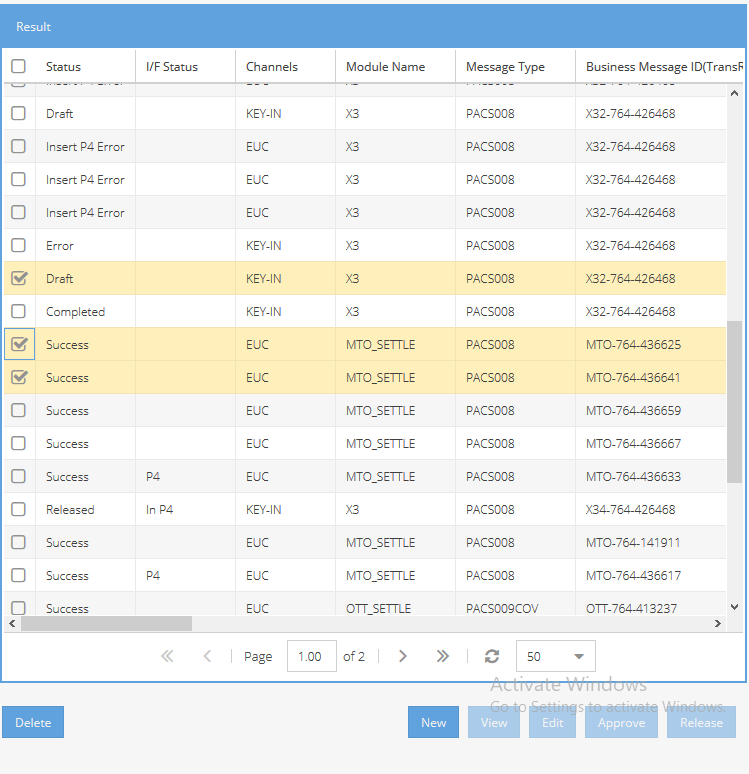 Result
Status I/F Status Channels Module Name Message Type Business Message ID(TransR
Draft KEY-IN X3 PACS008 X32-764-426468
Insert P4 Error EUC X3 PACS008 X32-764-426468
Insert P4 Error EUC X3 PACS008 X32-764-426468
Insert P4 Error EUC X3 PACS008 X32-764-426468
Error KEY-IN X3 PACS008 X32-764-426468
Draft KEY-IN X3 PACS008 X32-764-426468
Completed KEY-IN X3 PACS008 X32-764-426468
Success EUC MTO_SETTLE PACS008 MTO-764-436625
Success EUC MTO_SETTLE PACS008 MTO-764-436641
Success EUC MTO_SETTLE PACS008 MTO-764-436659
Success EUC MTO_SETTLE PACS008 MTO-764-436667
Success P4 EUC MTO_SETTLE PACS008 MTO-764-436633
Released In P4 KEY-IN X3 PACS008 X34-764-426468
Success EUC MTO_SETTLE PACS008 MTO-764-141911
Success P4 EUC MTO_SETTLE PACS008 MTO-764-436617
Success EUC OTT_SETTLE PACS009COV OTT-764-413237
Page 1.00 of 2 50
Activate Windows
Go to Settings to activate Windows.
Delete New View Edit Approve Release